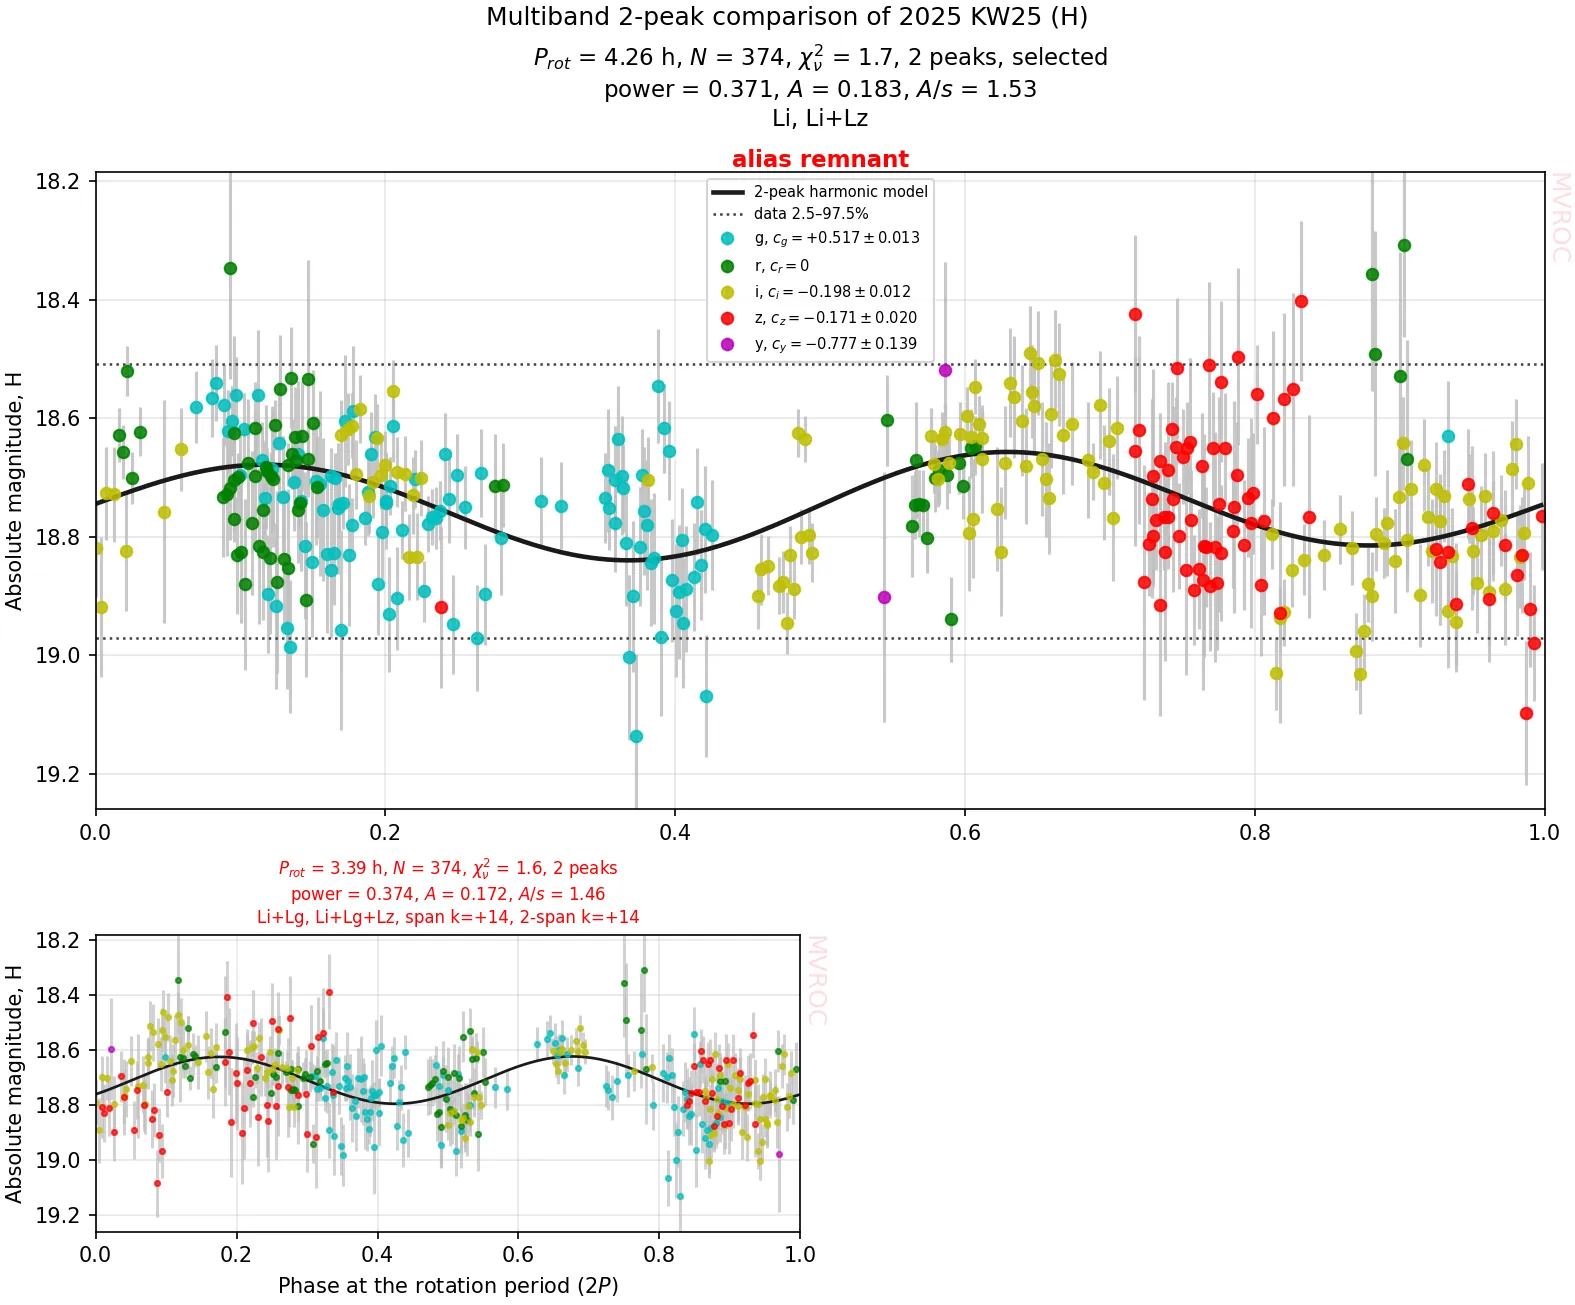 Multiband 2-peak comparison of 2025 KW25 (H)
P_rot = 4.26 h, N = 374, χ²_ν = 1.7, 2 peaks, selected
power = 0.371, A = 0.183, A/s = 1.53
Li, Li+Lz
alias remnant
2-peak harmonic model
data 2.5–97.5%
g, c_g = +0.517 ± 0.013
r, c_r = 0
i, c_i = −0.198 ± 0.012
z, c_z = −0.171 ± 0.020
y, c_y = −0.777 ± 0.139
18.2
18.4
18.6
18.8
19.0
19.2
Absolute magnitude, H
MVROC
0.0 0.2 0.4 0.6 0.8 1.0
P_rot = 3.39 h, N = 374, χ²_ν = 1.6, 2 peaks
power = 0.374, A = 0.172, A/s = 1.46
Li+Lg, Li+Lg+Lz, span k=+14, 2-span k=+14
18.2
18.4
18.6
18.8
19.0
19.2
Absolute magnitude, H
MVROC
0.0 0.2 0.4 0.6 0.8 1.0
Phase at the rotation period (2P)